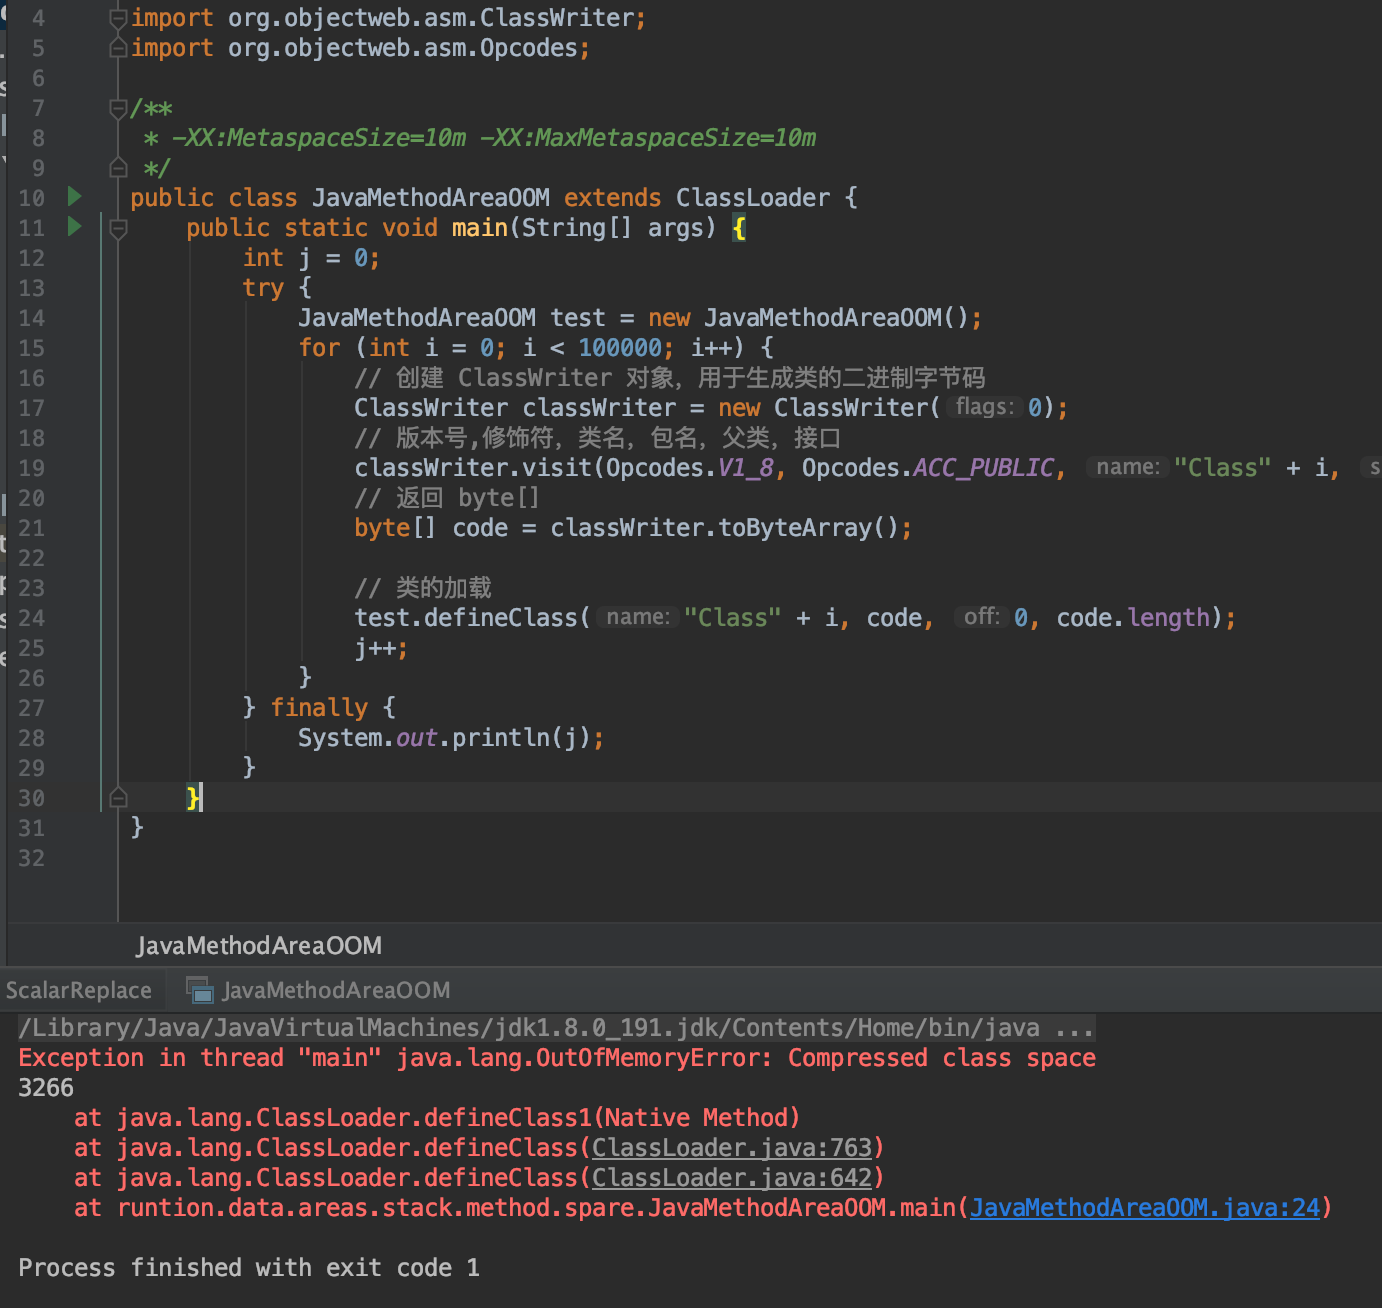 4 import org.objectweb.asm.ClassWriter;
5 import org.objectweb.asm.Opcodes;
6
7 /**
8  * -XX:MetaspaceSize=10m -XX:MaxMetaspaceSize=10m
9  */
10 public class JavaMethodAreaOOM extends ClassLoader {
11     public static void main(String[] args) {
12         int j = 0;
13         try {
14             JavaMethodAreaOOM test = new JavaMethodAreaOOM();
15             for (int i = 0; i < 100000; i++) {
16                 // 创建 ClassWriter 对象，用于生成类的二进制字节码
17                 ClassWriter classWriter = new ClassWriter( flags: 0);
18                 // 版本号,修饰符，类名，包名，父类，接口
19                 classWriter.visit(Opcodes.V1_8, Opcodes.ACC_PUBLIC, name: "Class" + i, s
20                 // 返回 byte[]
21                 byte[] code = classWriter.toByteArray();
22
23                 // 类的加载
24                 test.defineClass( name: "Class" + i, code, off: 0, code.length);
25                 j++;
26             }
27         } finally {
28             System.out.println(j);
29         }
30     }
31 }
32
JavaMethodAreaOOM
ScalarReplace JavaMethodAreaOOM
/Library/Java/JavaVirtualMachines/jdk1.8.0_191.jdk/Contents/Home/bin/java ...
Exception in thread "main" java.lang.OutOfMemoryError: Compressed class space
3266
    at java.lang.ClassLoader.defineClass1(Native Method)
    at java.lang.ClassLoader.defineClass(ClassLoader.java:763)
    at java.lang.ClassLoader.defineClass(ClassLoader.java:642)
    at runtion.data.areas.stack.method.spare.JavaMethodAreaOOM.main(JavaMethodAreaOOM.java:24)

Process finished with exit code 1